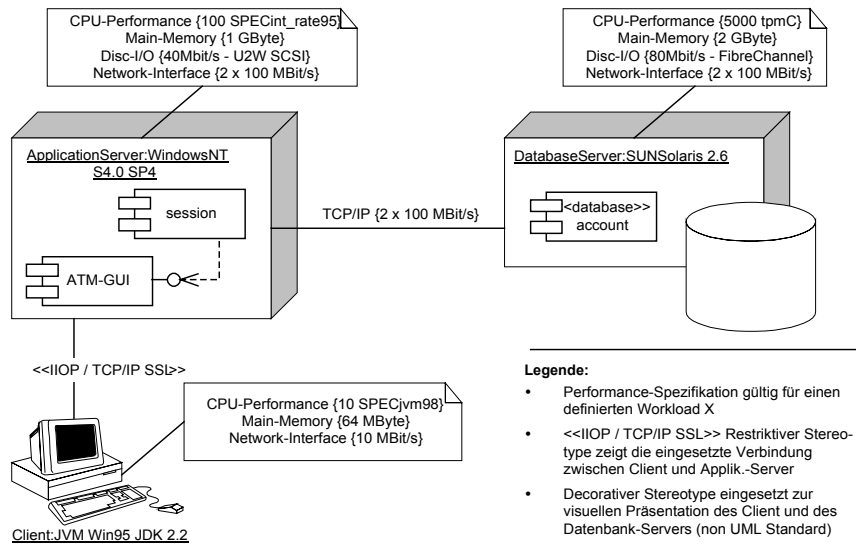 CPU-Performance {100 SPECint_rate95}
Main-Memory {1 GByte}
Disc-I/O {40Mbit/s - U2W SCSI}
Network-Interface {2 x 100 MBit/s}
CPU-Performance {5000 tpmC}
Main-Memory {2 GByte}
Disc-I/O {80Mbit/s - FibreChannel}
Network-Interface {2 x 100 MBit/s}
ApplicationServer:WindowsNT
S4.0 SP4
session
ATM-GUI
TCP/IP {2 x 100 MBit/s}
DatabaseServer:SUNSolaris 2.6
<database>>
account
<<IIOP / TCP/IP SSL>>
CPU-Performance {10 SPECjvm98}
Main-Memory {64 MByte}
Network-Interface {10 MBit/s}
Client:JVM Win95 JDK 2.2
Legende:
• Performance-Spezifikation gültig für einen
definierten Workload X
• <<IIOP / TCP/IP SSL>> Restriktiver Stereo-
type zeigt die eingesetzte Verbindung
zwischen Client und Applik.-Server
• Decorativer Stereotype eingesetzt zur
visuellen Präsentation des Client und des
Datenbank-Servers (non UML Standard)